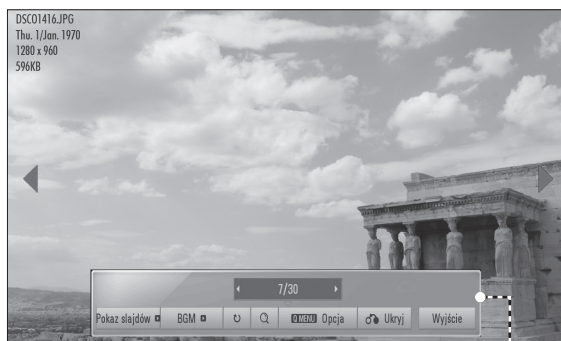 DSC01416.JPG
Thu. 1/Jan. 1970
1280 x 960
596KB
7/30
Pokaz slajdów BGM Q.MENU Opcja Ukryj Wyjście